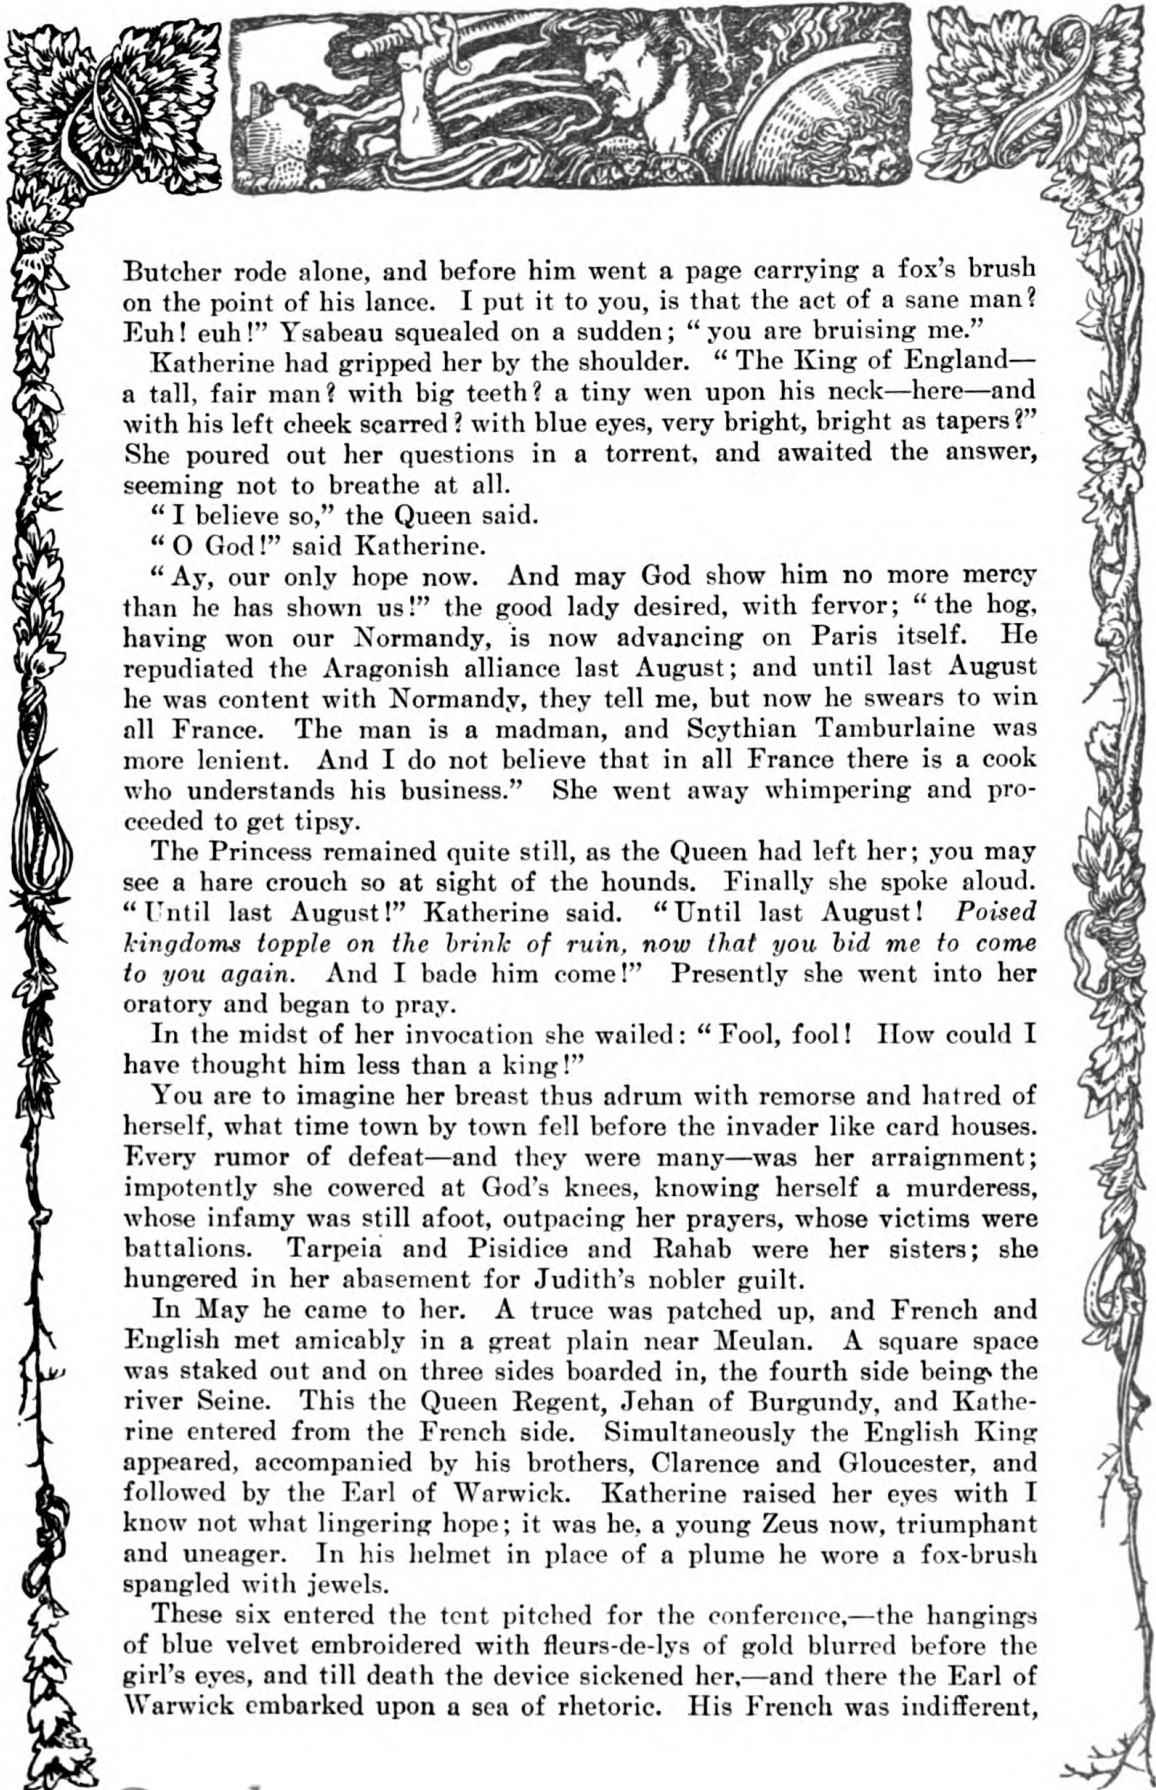 Butcher rode alone, and before him went a page carrying a fox's brush
on the point of his lance. I put it to you, is that the act of a sane man?
Euh! euh!" Ysabeau squealed on a sudden; "you are bruising me."
Katherine had gripped her by the shoulder. "The King of England—
a tall, fair man? with big teeth? a tiny wen upon his neck—here—and
with his left cheek scarred? with blue eyes, very bright, bright as tapers?"
She poured out her questions in a torrent, and awaited the answer,
seeming not to breathe at all.
"I believe so," the Queen said.
"O God!" said Katherine.
"Ay, our only hope now. And may God show him no more mercy
than he has shown us!" the good lady desired, with fervor; "the hog,
having won our Normandy, is now advancing on Paris itself. He
repudiated the Aragonish alliance last August; and until last August
he was content with Normandy, they tell me, but now he swears to win
all France. The man is a madman, and Scythian Tamburlaine was
more lenient. And I do not believe that in all France there is a cook
who understands his business." She went away whimpering and pro-
ceeded to get tipsy.
The Princess remained quite still, as the Queen had left her; you may
see a hare crouch so at sight of the hounds. Finally she spoke aloud.
"Until last August!" Katherine said. "Until last August! Poised
kingdoms topple on the brink of ruin, now that you bid me to come
to you again. And I bade him come!" Presently she went into her
oratory and began to pray.
In the midst of her invocation she wailed: "Fool, fool! How could I
have thought him less than a king!"
You are to imagine her breast thus adrum with remorse and hatred of
herself, what time town by town fell before the invader like card houses.
Every rumor of defeat—and they were many—was her arraignment;
impotently she cowered at God's knees, knowing herself a murderess,
whose infamy was still afoot, outpacing her prayers, whose victims were
battalions. Tarpeia and Pisidice and Rahab were her sisters; she
hungered in her abasement for Judith's nobler guilt.
In May he came to her. A truce was patched up, and French and
English met amicably in a great plain near Meulan. A square space
was staked out and on three sides boarded in, the fourth side being the
river Seine. This the Queen Regent, Jehan of Burgundy, and Kathe-
rine entered from the French side. Simultaneously the English King
appeared, accompanied by his brothers, Clarence and Gloucester, and
followed by the Earl of Warwick. Katherine raised her eyes with I
know not what lingering hope; it was he, a young Zeus now, triumphant
and uneager. In his helmet in place of a plume he wore a fox-brush
spangled with jewels.
These six entered the tent pitched for the conference,—the hangings
of blue velvet embroidered with fleurs-de-lys of gold blurred before the
girl's eyes, and till death the device sickened her,—and there the Earl of
Warwick embarked upon a sea of rhetoric. His French was indifferent,